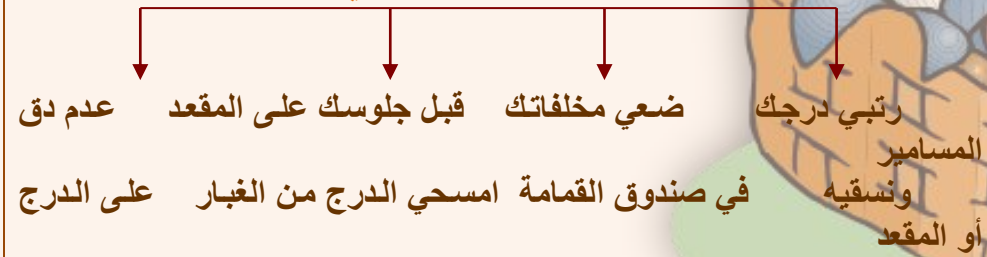 رتبي درجك ضعي مخلفاتك قبل جلوسك على المقعد عدم دق
المسامير
ونسقيه في صندوق القمامة امسحي الدرج من الغبار على الدرج
أو المقعد